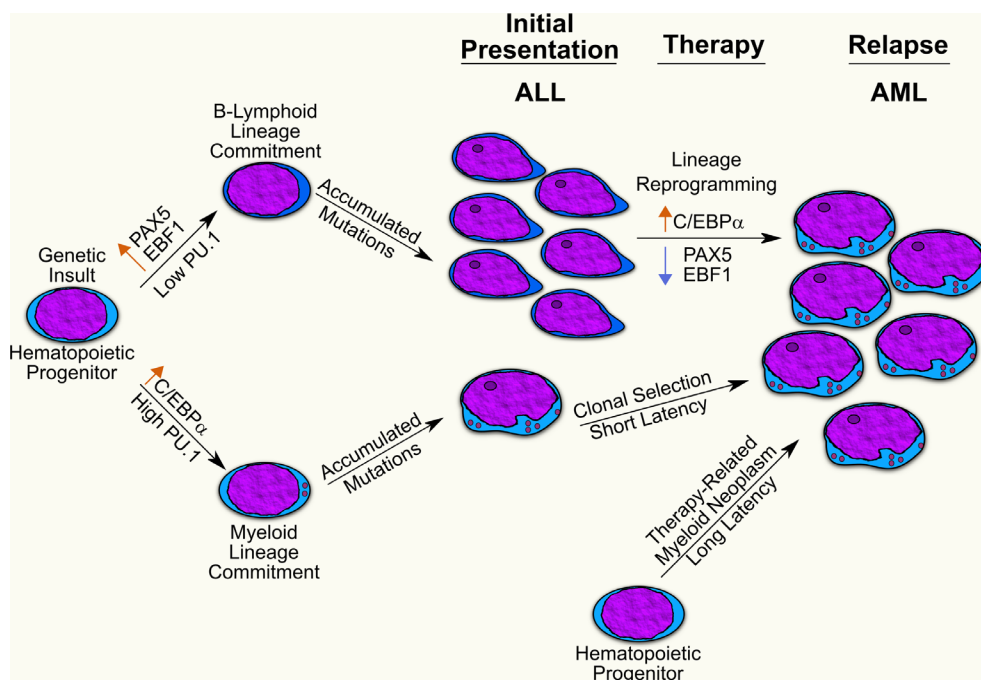 Initial
Presentation
Therapy
Relapse
ALL
AML
B-Lymphoid
Lineage
Commitment
PAX5
EBF1
Low PU.1
Accumulated
Mutations
Lineage
Reprogramming
C/EBPα
PAX5
EBF1
Genetic
Insult
Hematopoietic
Progenitor
C/EBPα
High PU.1
Myeloid
Lineage
Commitment
Accumulated
Mutations
Clonal Selection
Short Latency
Therapy-Related
Myeloid Neoplasm
Long Latency
Hematopoietic
Progenitor